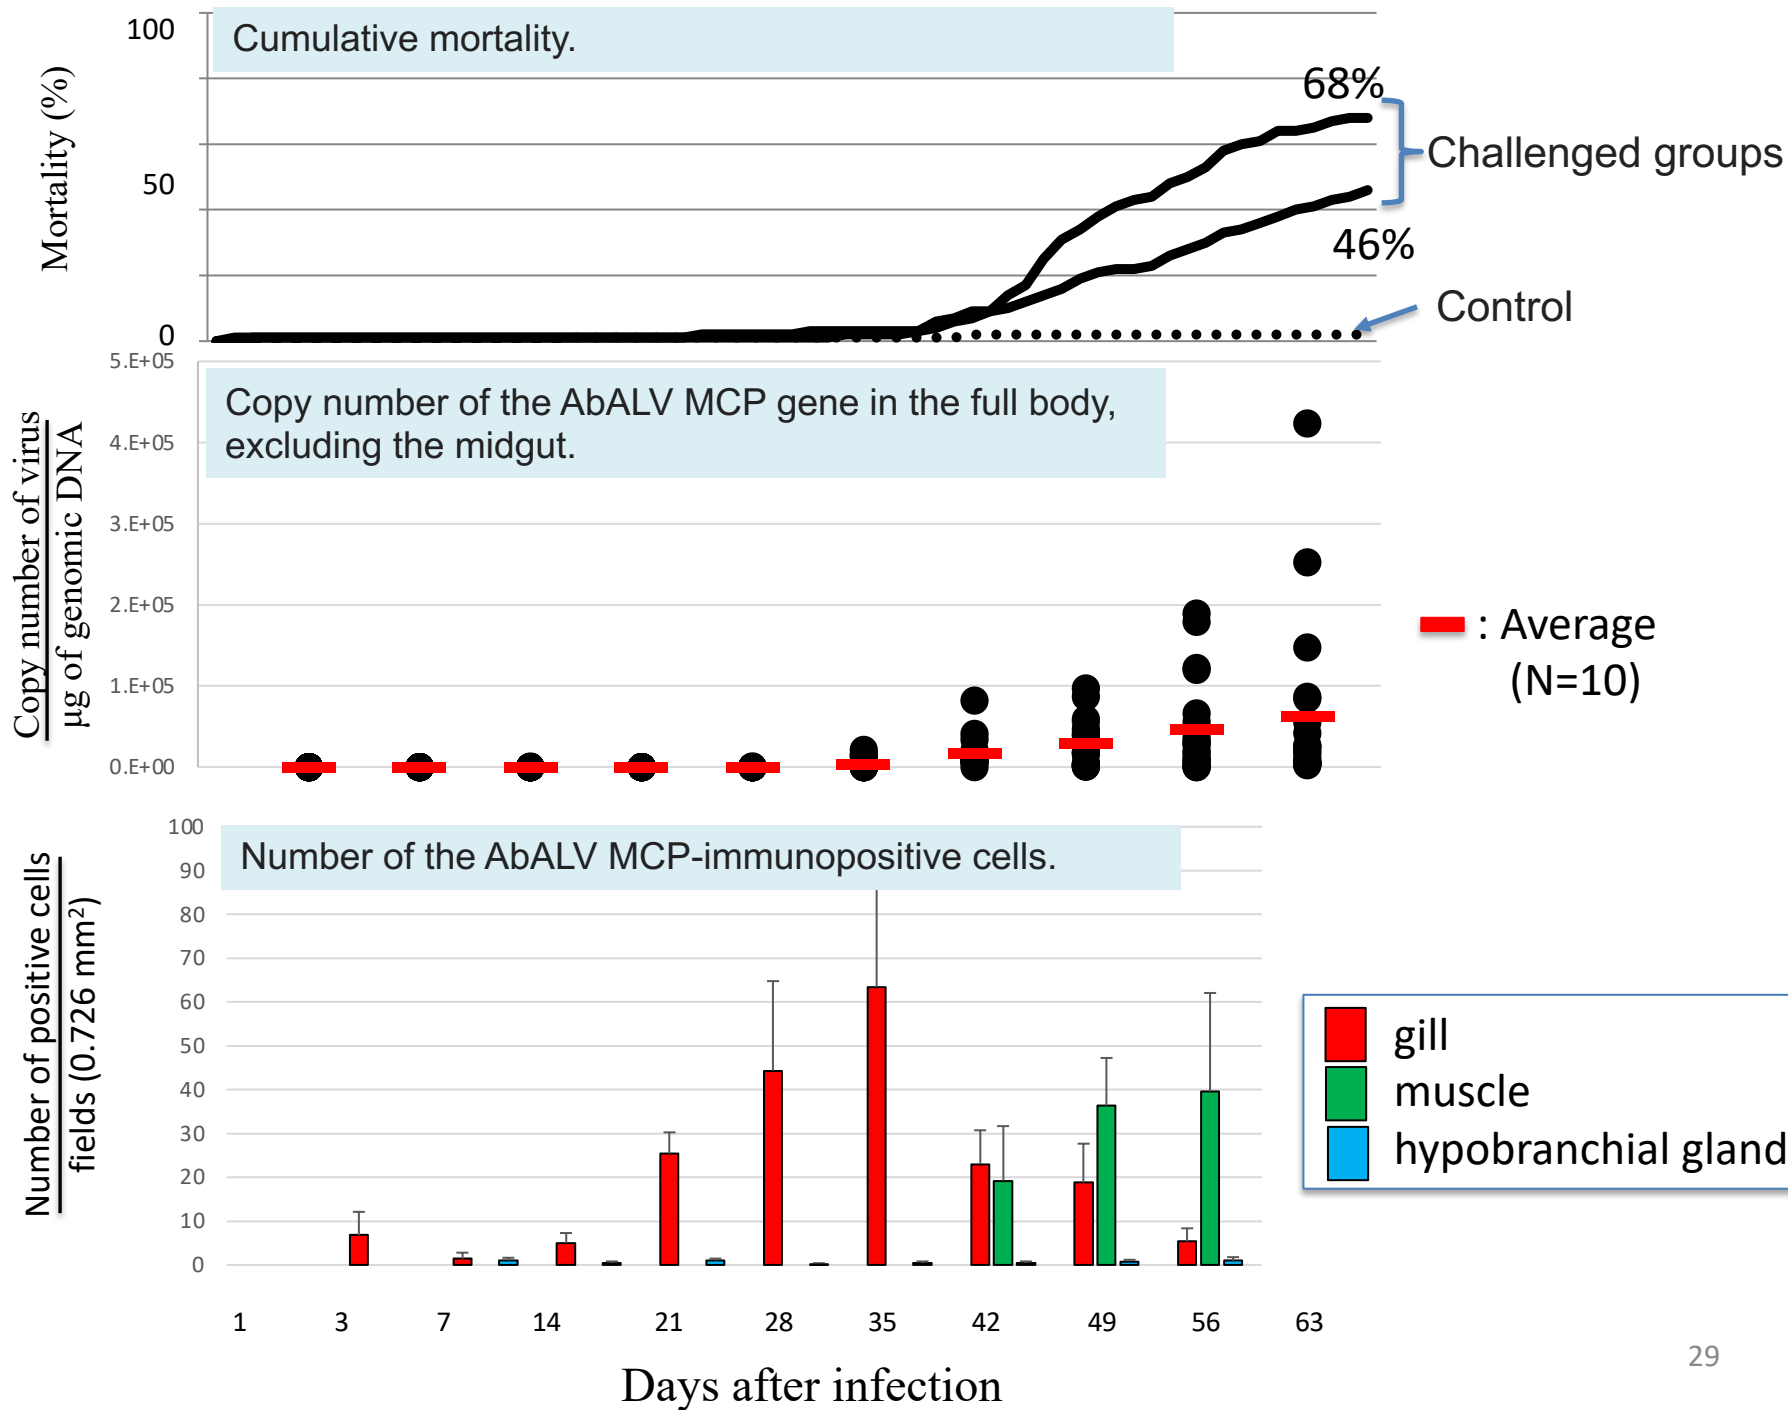 Cumulative mortality.
Mortality (%)
100
50
0
68%
46%
Challenged groups
Control
Copy number of the AbALV MCP gene in the full body,
excluding the midgut.
Copy number of virus
µg of genomic DNA
5.E+05
4.E+05
3.E+05
2.E+05
1.E+05
0.E+00
: Average
(N=10)
Number of the AbALV MCP-immunopositive cells.
Number of positive cells
fields (0.726 mm²)
100
90
80
70
60
50
40
30
20
10
0
gill
muscle
hypobranchial gland
1 3 7 14 21 28 35 42 49 56 63
Days after infection
29